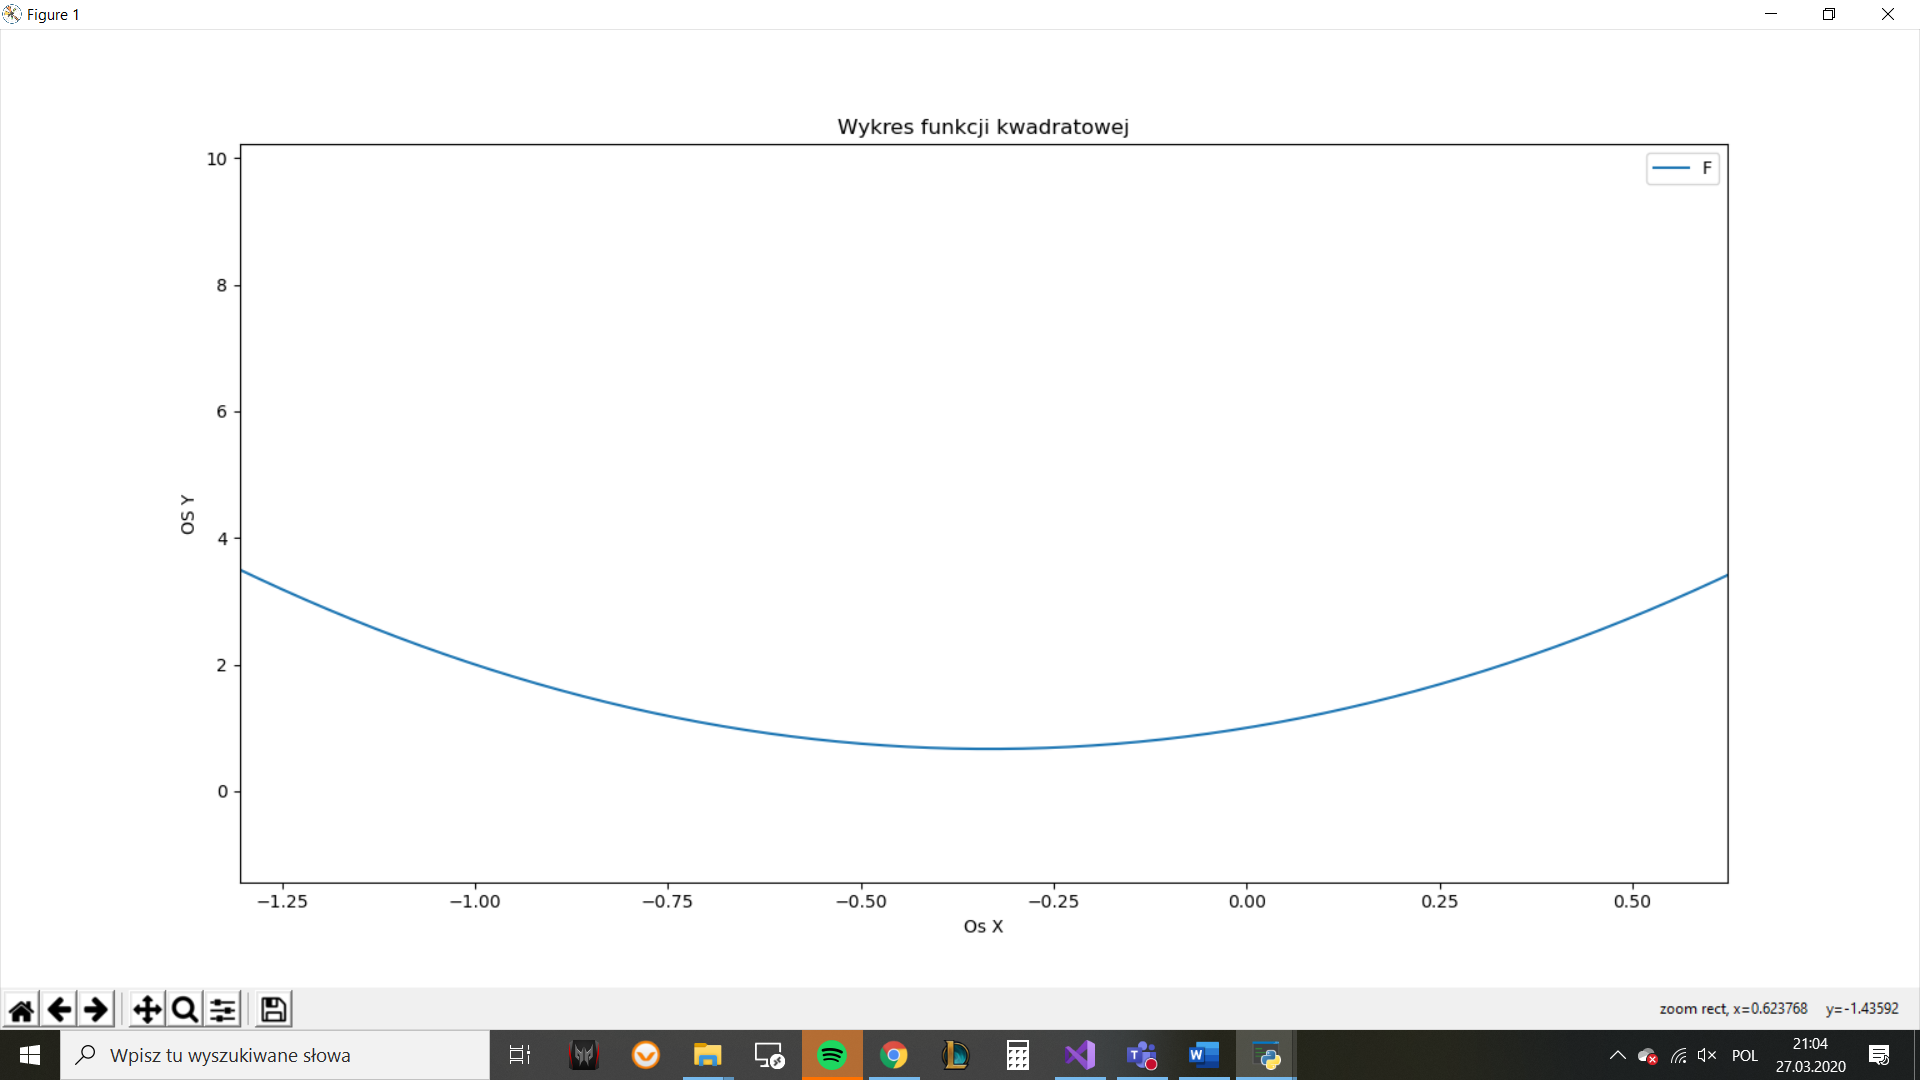 Figure 1
Wykres funkcji kwadratowej
F
10
8
6
4
2
0
OS Y
−1.25 −1.00 −0.75 −0.50 −0.25 0.00 0.25 0.50
Os X
zoom rect, x=0.623768 y=-1.43592
Wpisz tu wyszukiwane słowa
POL
21:04
27.03.2020